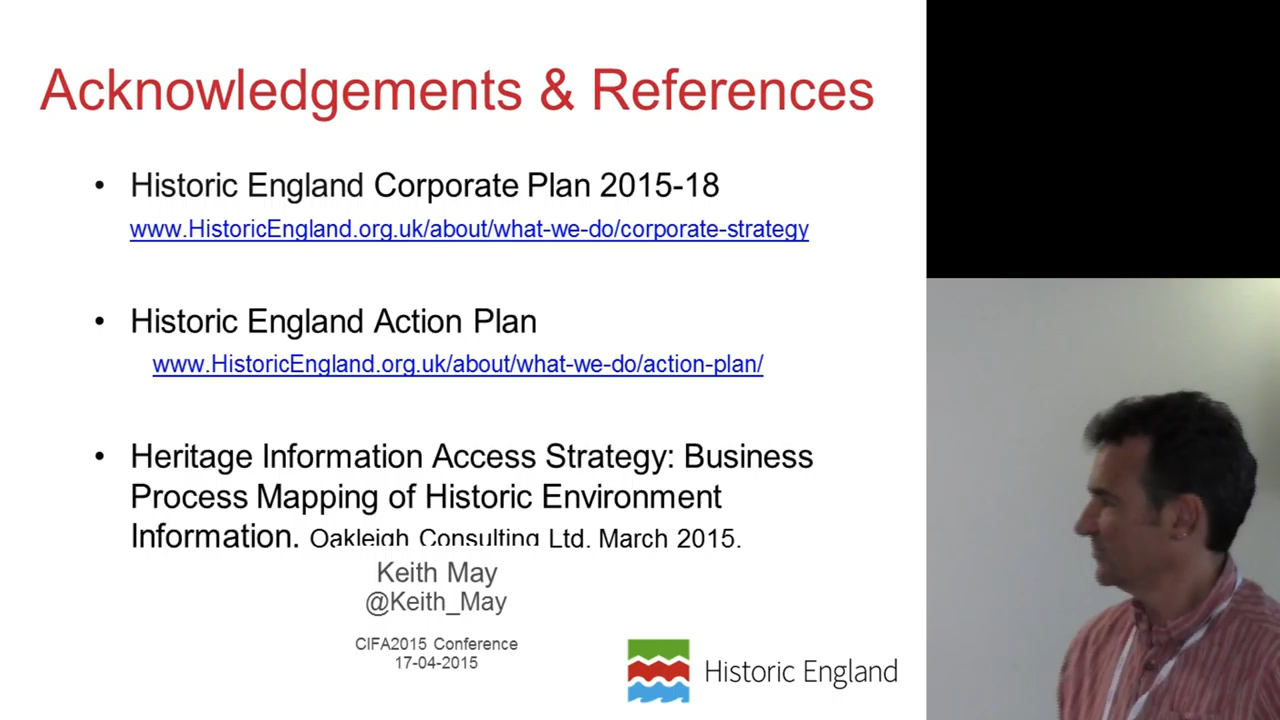 Acknowledgements & References
• Historic England Corporate Plan 2015-18
www.HistoricEngland.org.uk/about/what-we-do/corporate-strategy
• Historic England Action Plan
www.HistoricEngland.org.uk/about/what-we-do/action-plan/
• Heritage Information Access Strategy: Business
Process Mapping of Historic Environment
Information. Oakleigh Consulting Ltd. March 2015.
Keith May
@Keith_May
CIFA2015 Conference
17-04-2015
Historic England